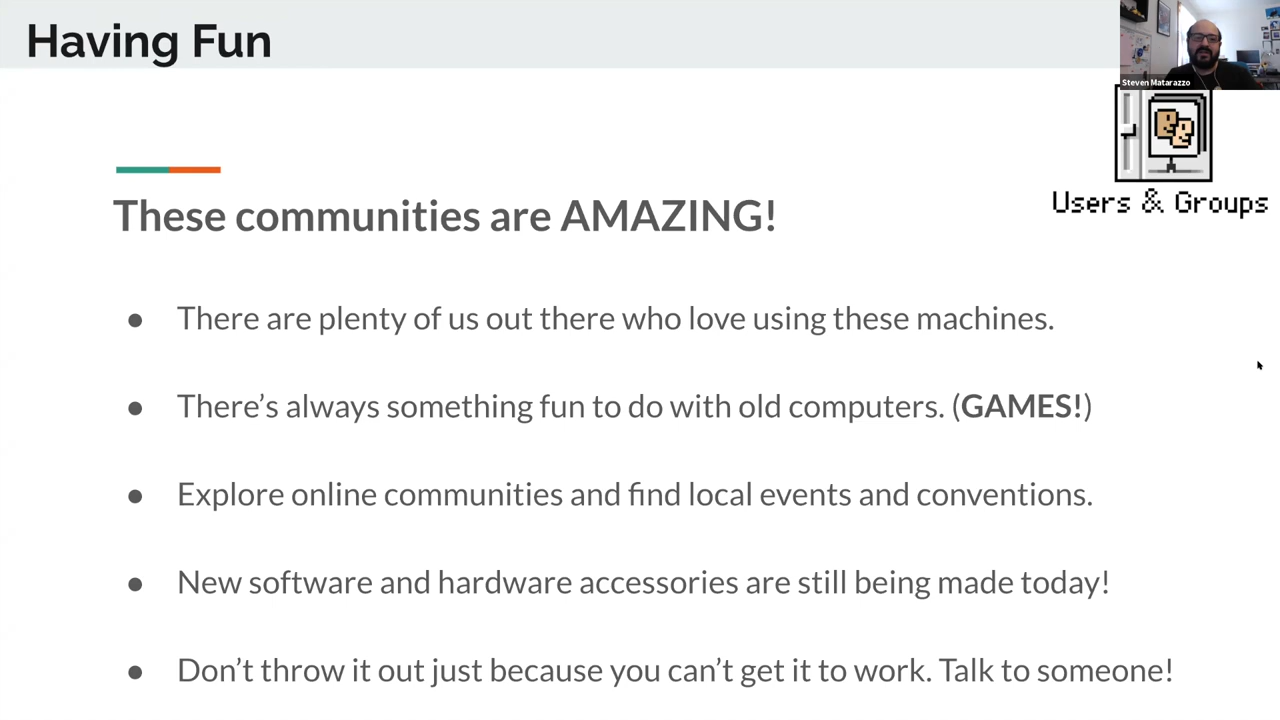 Having Fun
Steven Matarazzo
Users & Groups
These communities are AMAZING!
● There are plenty of us out there who love using these machines.
● There’s always something fun to do with old computers. (GAMES!)
● Explore online communities and find local events and conventions.
● New software and hardware accessories are still being made today!
● Don’t throw it out just because you can’t get it to work. Talk to someone!